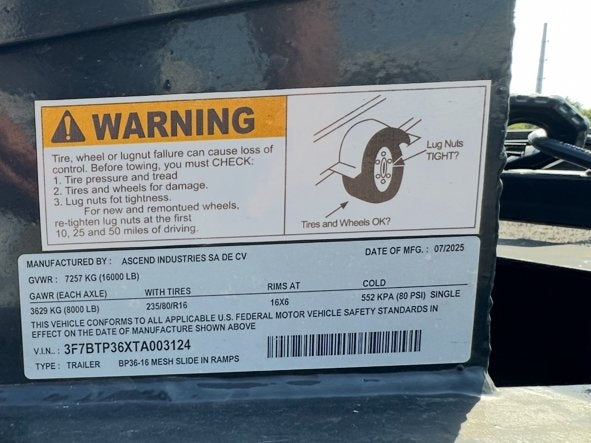 WARNING
Tire, wheel or lugnut failure can cause loss of
control. Before towing, you must CHECK:
1. Tire pressure and tread
2. Tires and wheels for damage.
3. Lug nuts fot tightness.
For new and remontued wheels,
re-tighten lug nuts at the first
10, 25 and 50 miles of driving.
Lug Nuts
TIGHT?
Tires and Wheels OK?
MANUFACTURED BY : ASCEND INDUSTRIES SA DE CV DATE OF MFG. : 07/2025
GVWR : 7257 KG (16000 LB)
GAWR (EACH AXLE) WITH TIRES RIMS AT COLD
3629 KG (8000 LB) 235/80/R16 16X6 552 KPA (80 PSI) SINGLE
THIS VEHICLE CONFORMS TO ALL APPLICABLE U.S. FEDERAL MOTOR VEHICLE SAFETY STANDARDS IN
EFFECT ON THE DATE OF MANUFACTURE SHOWN ABOVE
V.I.N.. : 3F7BTP36XTA003124
TYPE : TRAILER BP36-16 MESH SLIDE IN RAMPS